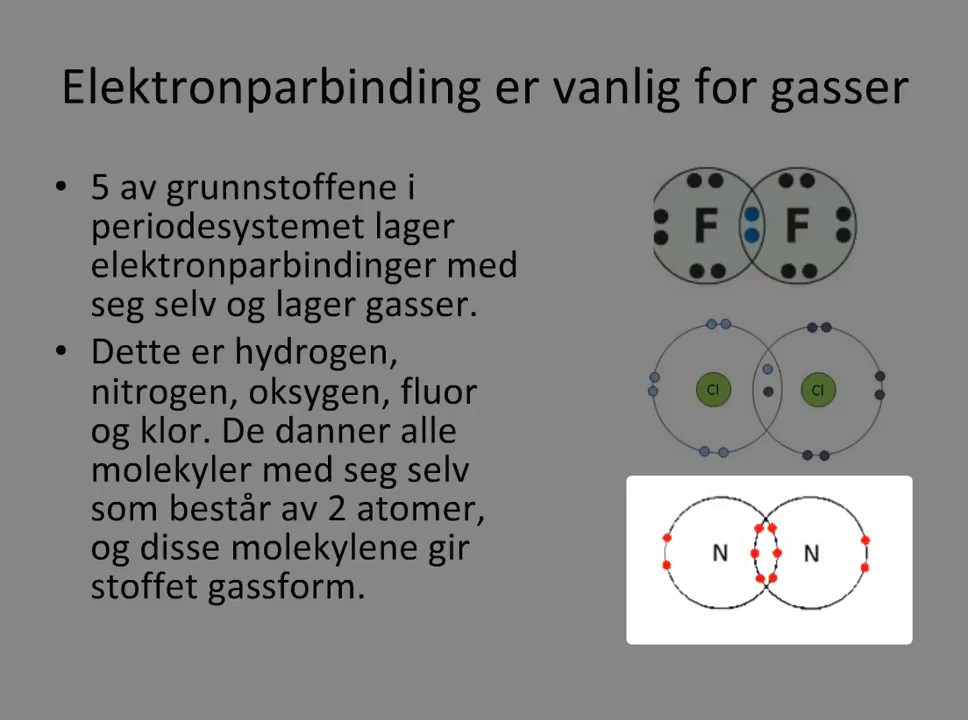 Elektronparbinding er vanlig for gasser
• 5 av grunnstoffene i
periodesystemet lager
elektronparbindinger med
seg selv og lager gasser.
• Dette er hydrogen,
nitrogen, oksygen, fluor
og klor. De danner alle
molekyler med seg selv
som består av 2 atomer,
og disse molekylene gir
stoffet gassform.
F F
Cl Cl
N N